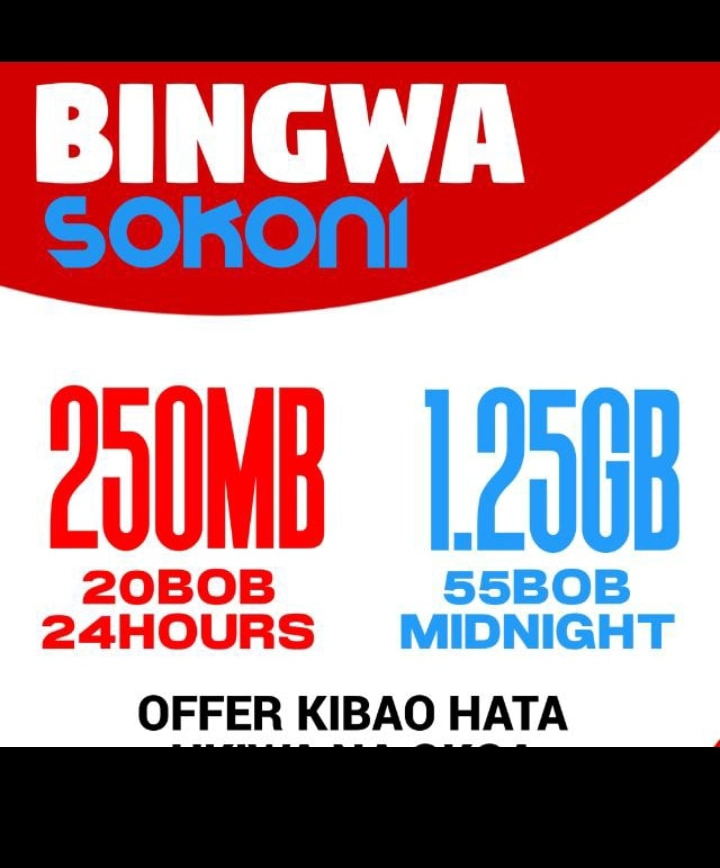 BINGWA
SOKONI
250MB
20BOB
24HOURS
1.25GB
55BOB
MIDNIGHT
OFFER KIBAO HATA